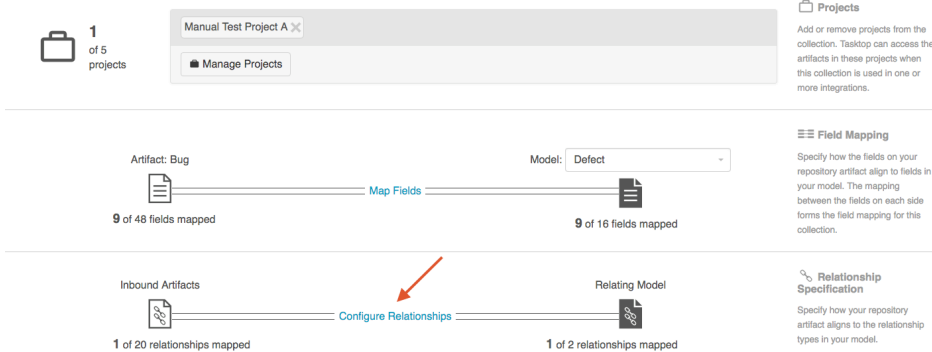 1
of 5
projects
Manual Test Project A
Manage Projects
Projects
Add or remove projects from the
collection. Tasktop can access the
artifacts in these projects when
this collection is used in one or
more integrations.
Artifact: Bug
Model: Defect
Map Fields
9 of 48 fields mapped
9 of 16 fields mapped
Field Mapping
Specify how the fields on your
repository artifact align to fields in
your model. The mapping
between the fields on each side
forms the field mapping for this
collection.
Inbound Artifacts
Relating Model
Configure Relationships
1 of 20 relationships mapped
1 of 2 relationships mapped
Relationship
Specification
Specify how your repository
artifact aligns to the relationship
types in your model.